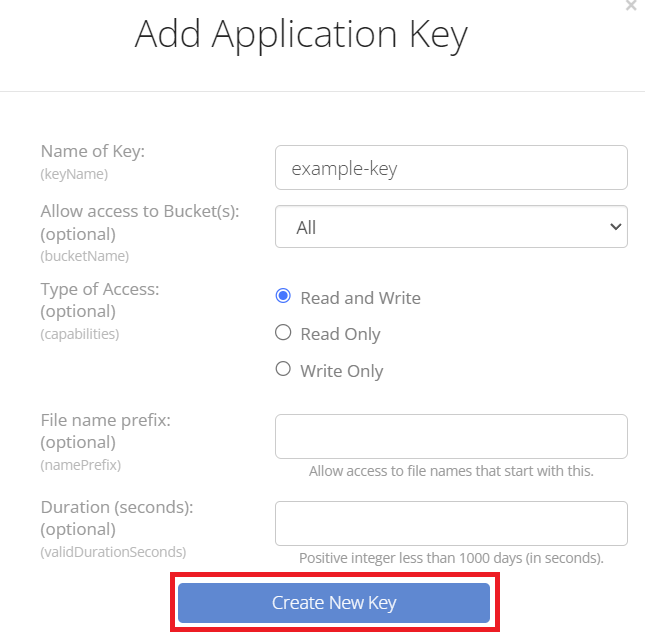 ×
Add Application Key
Name of Key:
(keyName)
example-key
Allow access to Bucket(s):
(optional)
(bucketName)
All
Type of Access:
(optional)
(capabilities)
Read and Write
Read Only
Write Only
File name prefix:
(optional)
(namePrefix)
Allow access to file names that start with this.
Duration (seconds):
(optional)
(validDurationSeconds)
Positive integer less than 1000 days (in seconds).
Create New Key